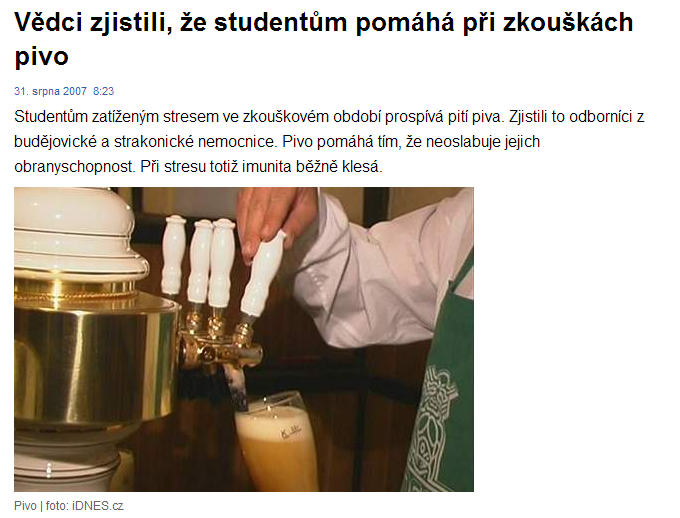 Vědci zjistili, že studentům pomáhá při zkouškách
pivo
31. srpna 2007  8:23
Studentům zatíženým stresem ve zkouškovém období prospívá pití piva. Zjistili to odborníci z
budějovické a strakonické nemocnice. Pivo pomáhá tím, že neoslabuje jejich
obranyschopnost. Při stresu totiž imunita běžně klesá.
Pivo | foto: iDNES.cz